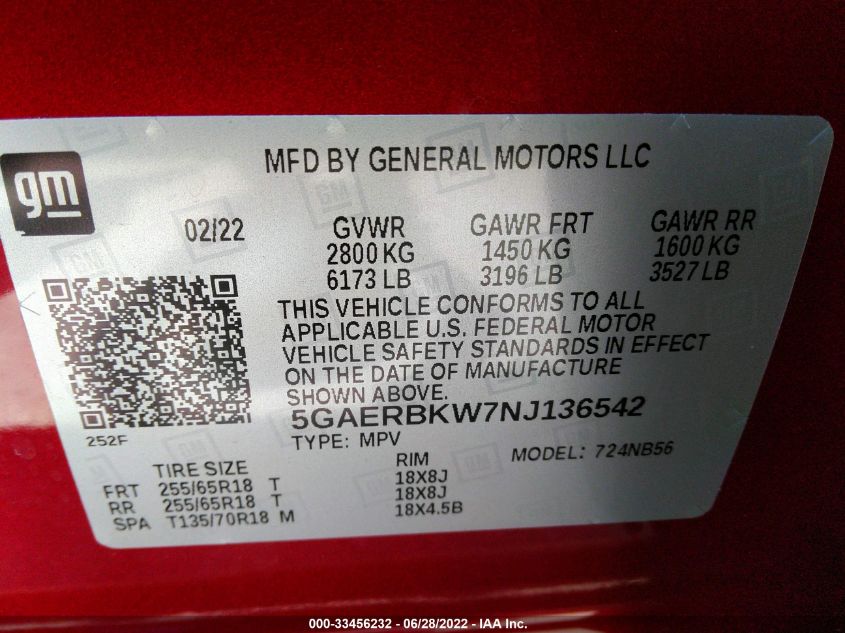 MFD BY GENERAL MOTORS LLC
gm
02/22 GVWR GAWR FRT GAWR RR
2800 KG 1450 KG 1600 KG
6173 LB 3196 LB 3527 LB
THIS VEHICLE CONFORMS TO ALL
APPLICABLE U.S. FEDERAL MOTOR
VEHICLE SAFETY STANDARDS IN EFFECT
ON THE DATE OF MANUFACTURE
SHOWN ABOVE.
5GAERBKW7NJ136542
252F
TYPE: MPV MODEL: 724NB56
TIRE SIZE RIM
FRT 255/65R18 T 18X8J
RR 255/65R18 T 18X8J
SPA T135/70R18 M 18X4.5B
000-33456232 - 06/28/2022 - IAA Inc.